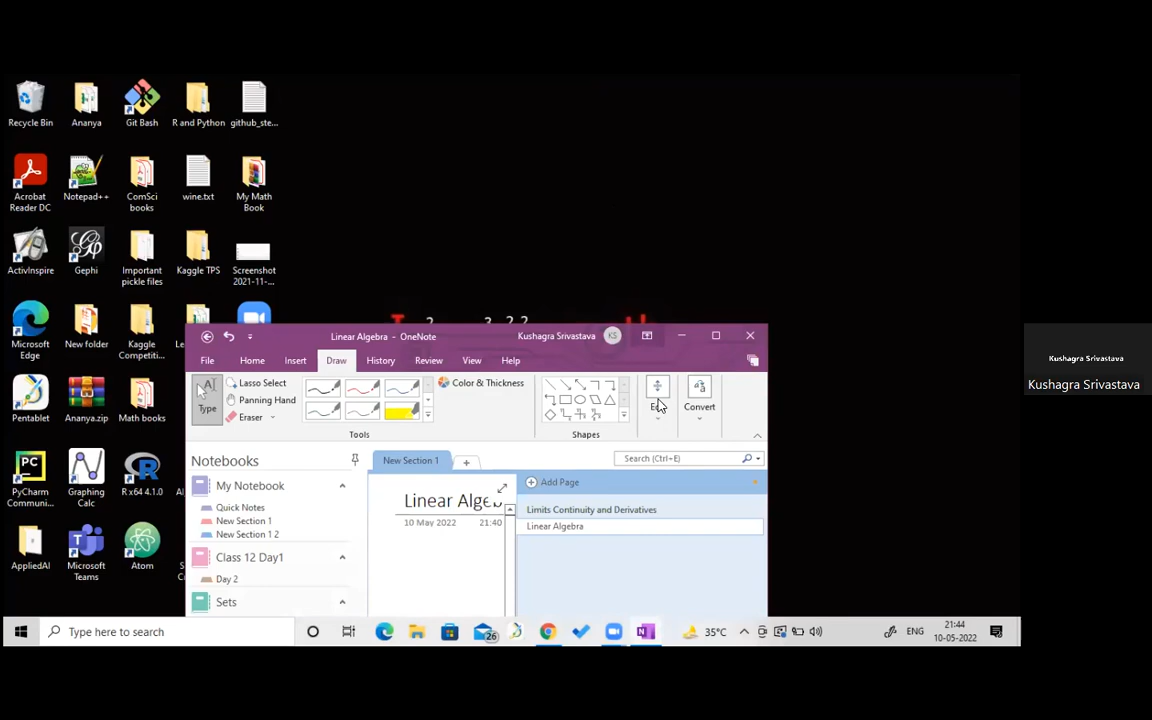 Recycle Bin
Ananya
Git Bash
R and Python
github_ste...
Acrobat Reader DC
Notepad++
ComSci books
wine.txt
My Math Book
ActivInspire
Gephi
Important pickle files
Kaggle TPS
Screenshot 2021-11-...
Microsoft Edge
New folder
Kaggle Competiti...
Linear Algebra - OneNote
Kushagra Srivastava
KS
File
Home
Insert
Draw
History
Review
View
Help
Type
Lasso Select
Panning Hand
Eraser
Color & Thickness
Convert
Tools
Shapes
Pentablet
Ananya.zip
Math books
PyCharm Communi...
Graphing Calc
R x64 4.1.0
AppliedAI
Microsoft Teams
Atom
Notebooks
My Notebook
Quick Notes
New Section 1
New Section 1 2
Class 12 Day1
Day 2
Sets
New Section 1
Search (Ctrl+E)
Linear Algeb
10 May 2022
21:40
Add Page
Limits Continuity and Derivatives
Linear Algebra
Type here to search
26
35°C
ENG
21:44
10-05-2022
Kushagra Srivastava
Kushagra Srivastava